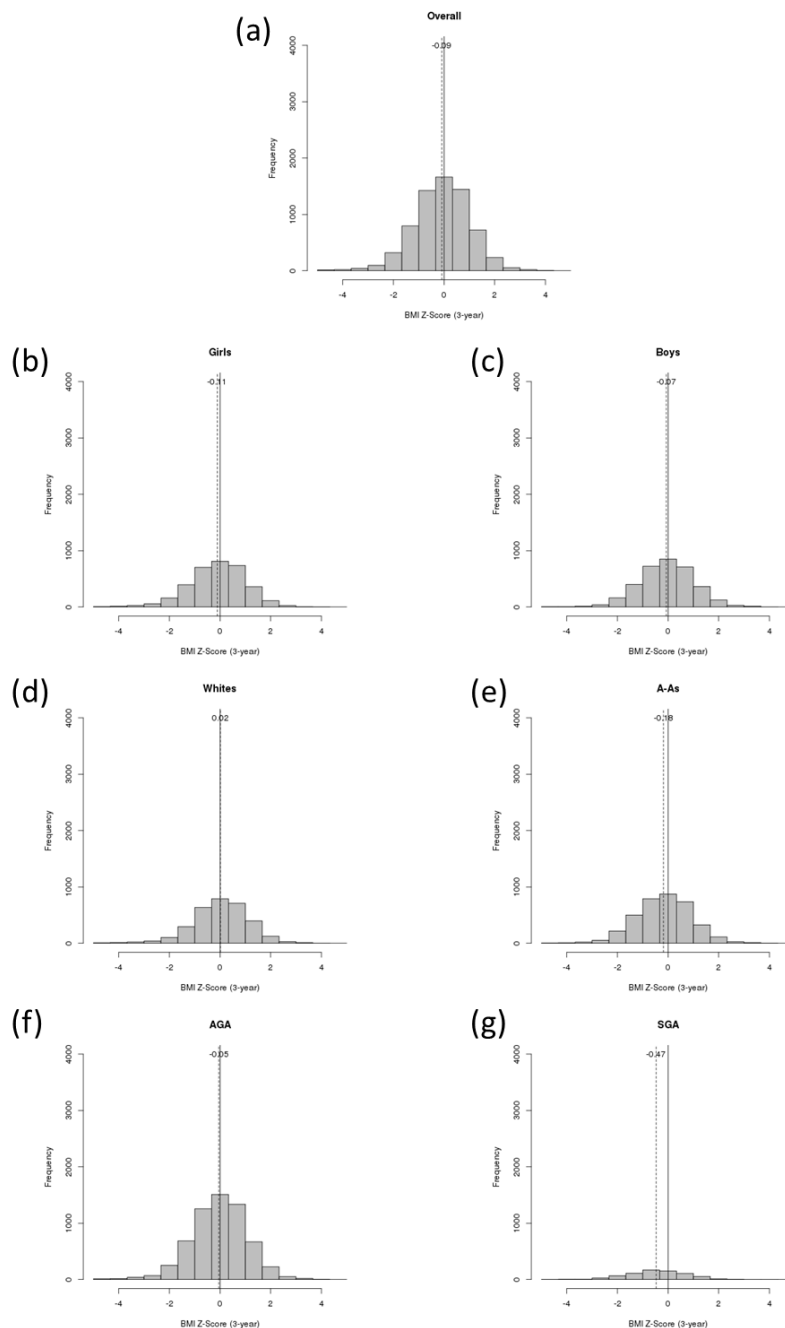 (a)
Overall
-0.09
4000
3000
2000
1000
0
Frequency
-4 -2 0 2 4
BMI Z-Score (3-year)
(b)
Girls
-0.11
4000
3000
2000
1000
0
Frequency
-4 -2 0 2 4
BMI Z-Score (3-year)
(c)
Boys
-0.07
4000
3000
2000
1000
0
Frequency
-4 -2 0 2 4
BMI Z-Score (3-year)
(d)
Whites
0.02
4000
3000
2000
1000
0
Frequency
-4 -2 0 2 4
BMI Z-Score (3-year)
(e)
A-As
-0.18
4000
3000
2000
1000
0
Frequency
-4 -2 0 2 4
BMI Z-Score (3-year)
(f)
AGA
-0.05
4000
3000
2000
1000
0
Frequency
-4 -2 0 2 4
BMI Z-Score (3-year)
(g)
SGA
-0.47
4000
3000
2000
1000
0
Frequency
-4 -2 0 2 4
BMI Z-Score (3-year)